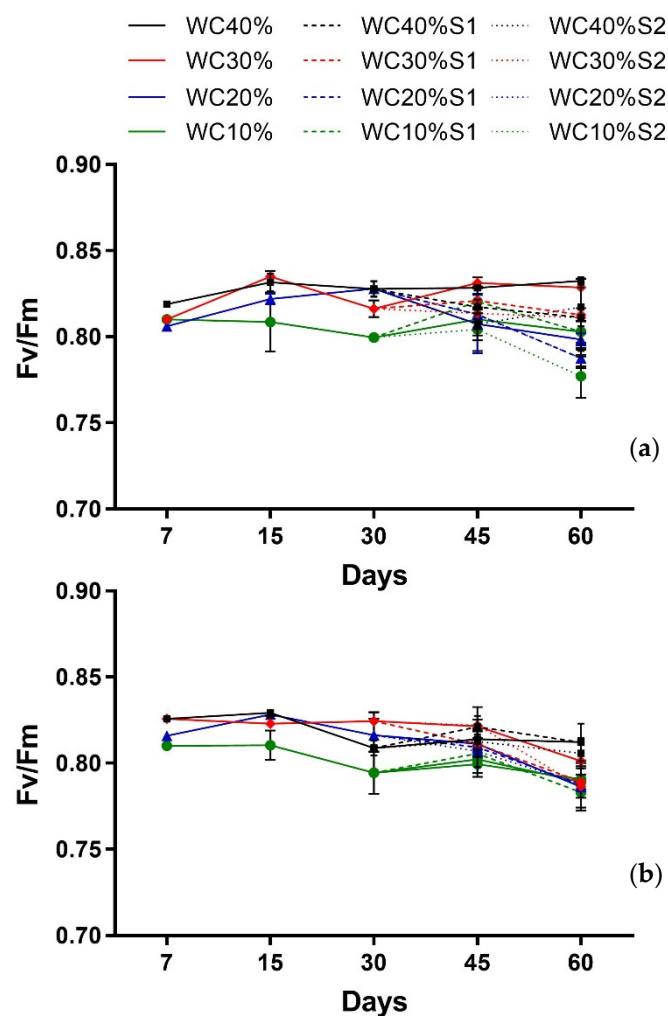 WC40% WC40%S1 WC40%S2
WC30% WC30%S1 WC30%S2
WC20% WC20%S1 WC20%S2
WC10% WC10%S1 WC10%S2
0.90
0.85
0.80
0.75
0.70
Fv/Fm
(a)
7 15 30 45 60
Days
0.90
0.85
0.80
0.75
0.70
Fv/Fm
(b)
7 15 30 45 60
Days